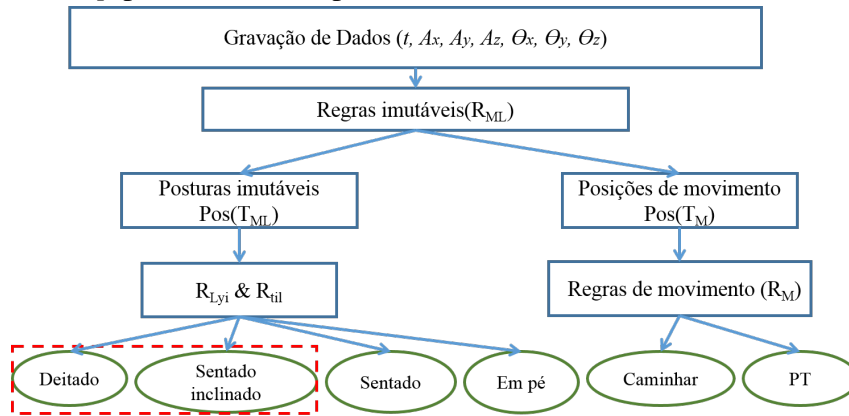 Gravação de Dados (t, Ax, Ay, Az, ϴx, ϴy, ϴz)
Regras imutáveis(RML)
Posturas imutáveis
Pos(TML)
Posições de movimento
Pos(TM)
RLyi & Rtil
Regras de movimento (RM)
Deitado
Sentado
inclinado
Sentado
Em pé
Caminhar
PT